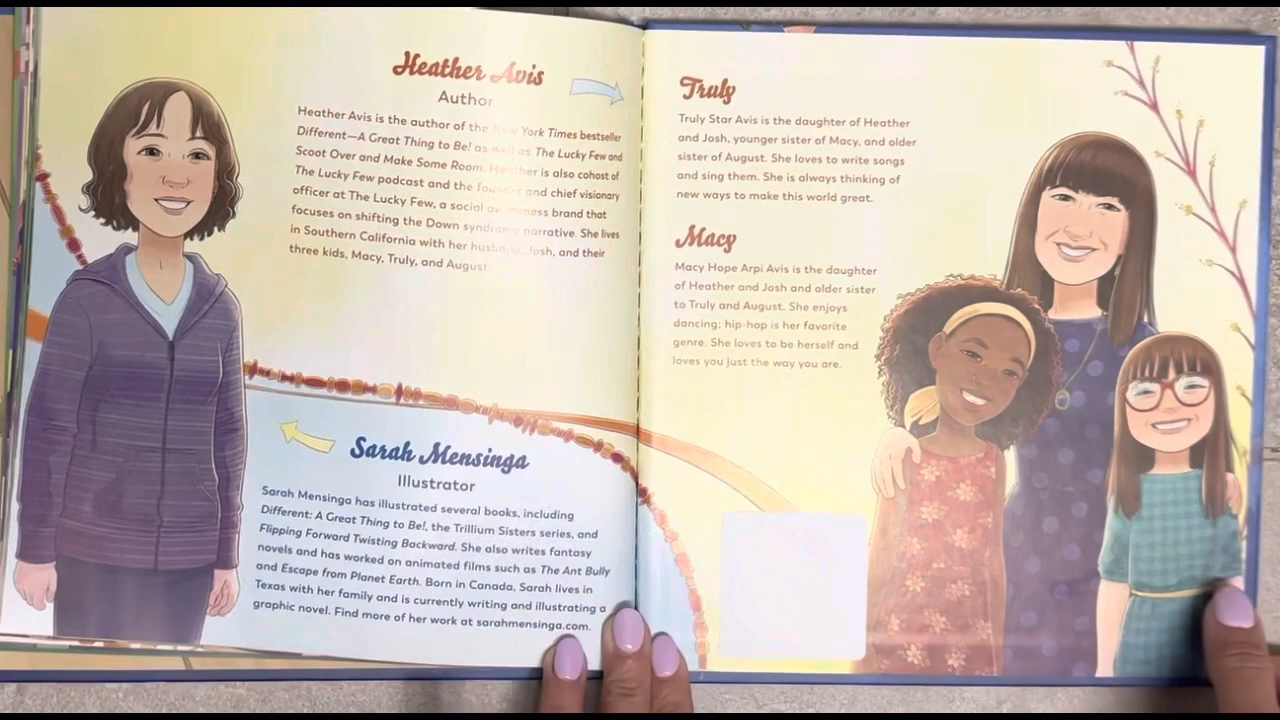 Heather Avis
Author
Heather Avis is the author of the New York Times bestseller
Different—A Great Thing to Be! as well as The Lucky Few and
Scoot Over and Make Some Room. Heather is also cohost of
The Lucky Few podcast and the founder and chief visionary
officer at The Lucky Few, a social awareness brand that
focuses on shifting the Down syndrome narrative. She lives
in Southern California with her husband, Josh, and their
three kids, Macy, Truly, and August.
Sarah Mensinga
Illustrator
Sarah Mensinga has illustrated several books, including
Different: A Great Thing to Be!, the Trillium Sisters series, and
Flipping Forward Twisting Backward. She also writes fantasy
novels and has worked on animated films such as The Ant Bully
and Escape from Planet Earth. Born in Canada, Sarah lives in
Texas with her family and is currently writing and illustrating a
graphic novel. Find more of her work at sarahmensinga.com.
Truly
Truly Star Avis is the daughter of Heather
and Josh, younger sister of Macy, and older
sister of August. She loves to write songs
and sing them. She is always thinking of
new ways to make this world great.
Macy
Macy Hope Arpi Avis is the daughter
of Heather and Josh and older sister
to Truly and August. She enjoys
dancing; hip-hop is her favorite
genre. She loves to be herself and
loves you just the way you are.